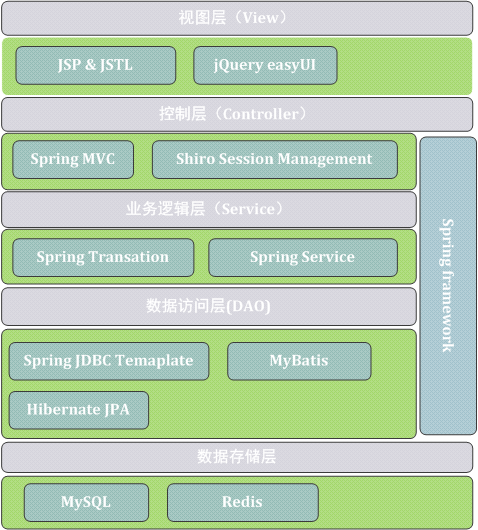 视图层（View）
JSP & JSTL
jQuery easyUI
控制层（Controller）
Spring MVC
Shiro Session Management
业务逻辑层（Service）
Spring Transation
Spring Service
数据访问层(DAO)
Spring JDBC Temaplate
MyBatis
Hibernate JPA
Spring framework
数据存储层
MySQL
Redis